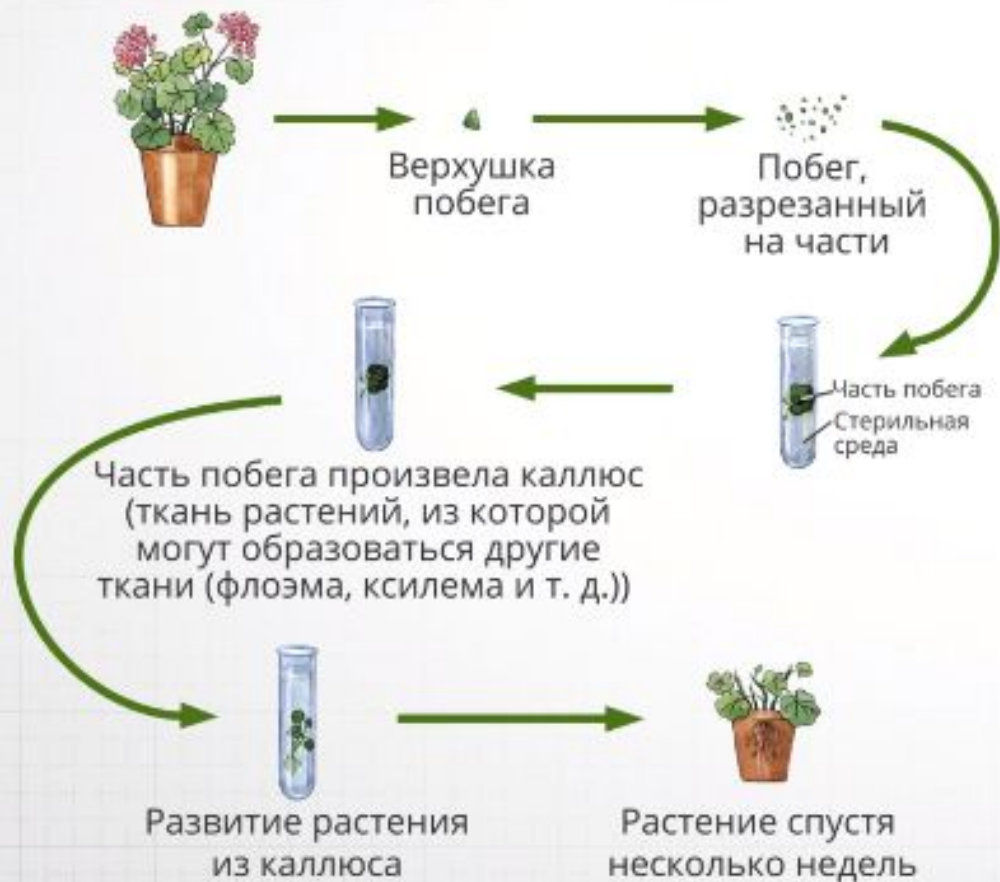 Верхушка
побега
Побег,
разрезанный
на части
Часть побега
Стерильная
среда
Часть побега произвела каллюс
(ткань растений, из которой
могут образоваться другие
ткани (флоэма, ксилема и т. д.))
Развитие растения
из каллюса
Растение спустя
несколько недель